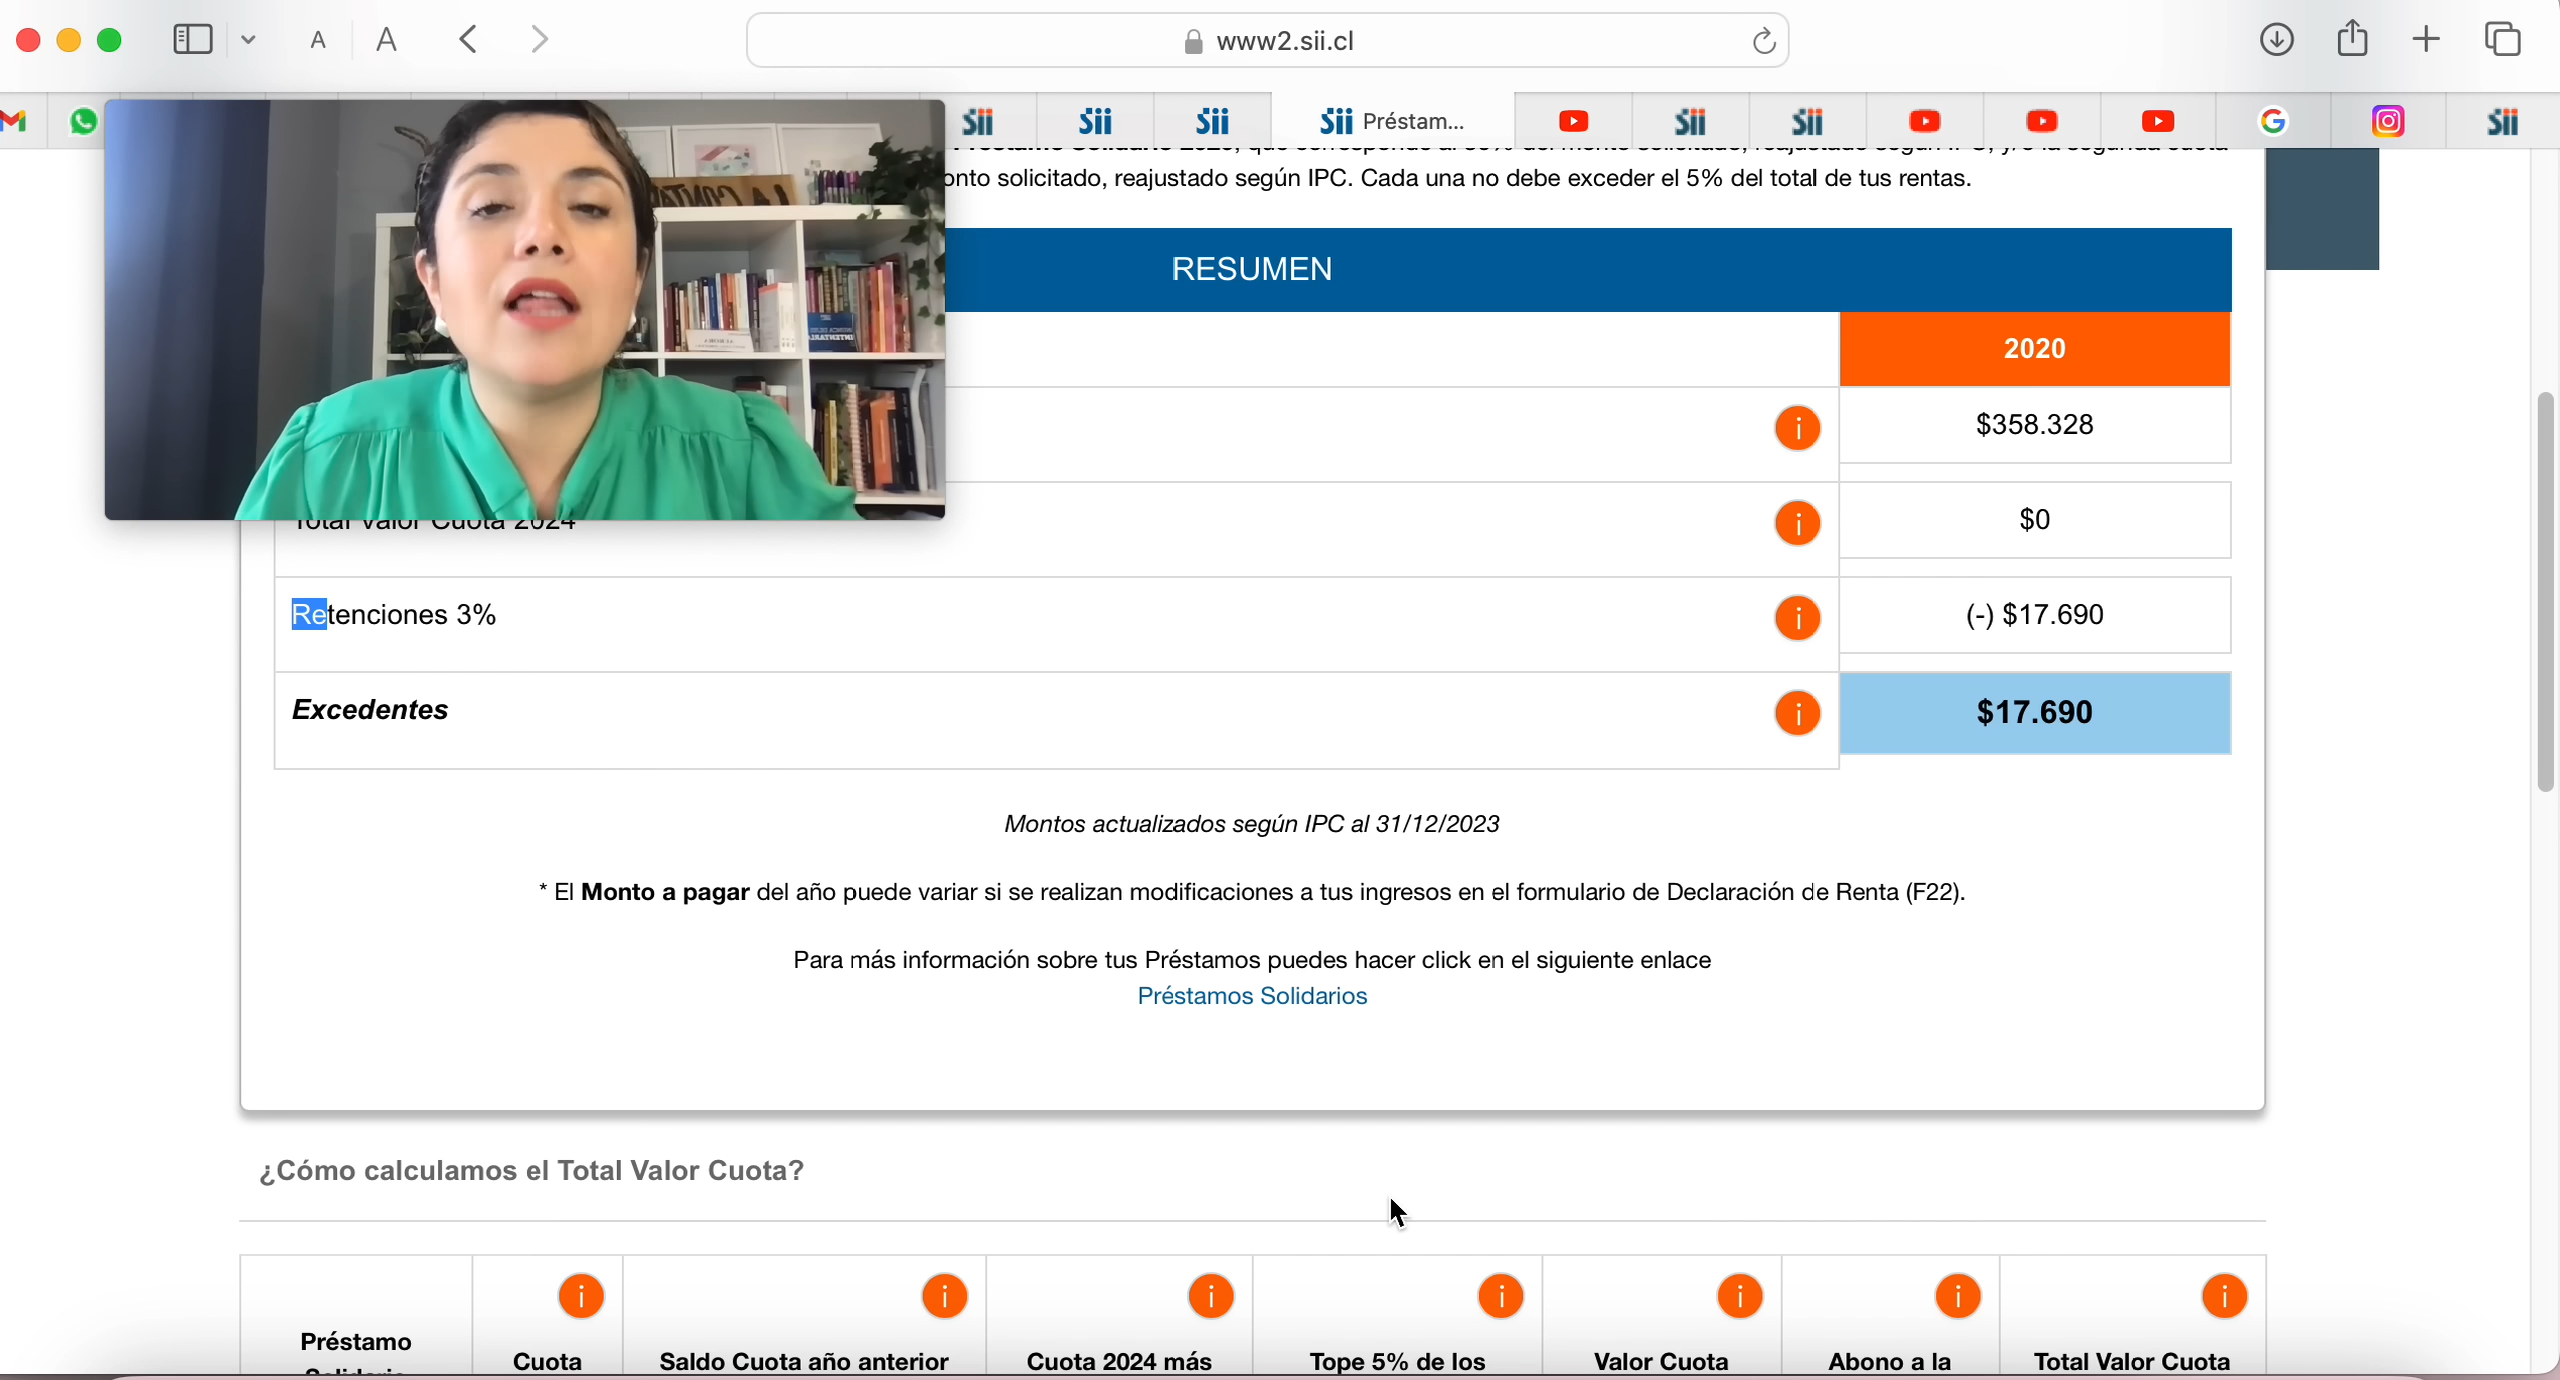 A A
www2.sii.cl
Sii Sii Sii Sii Préstam... Sii Sii G Sii
onto solicitado, reajustado según IPC. Cada una no debe exceder el 5% del total de tus rentas.
RESUMEN
2020
i $358.328
Total Valor Cuota 2024 i $0
Retenciones 3% i (-) $17.690
Excedentes i $17.690
Montos actualizados según IPC al 31/12/2023
* El Monto a pagar del año puede variar si se realizan modificaciones a tus ingresos en el formulario de Declaración de Renta (F22).
Para más información sobre tus Préstamos puedes hacer click en el siguiente enlace
Préstamos Solidarios
¿Cómo calculamos el Total Valor Cuota?
i i i i i i i
Préstamo
Cuota Saldo Cuota año anterior Cuota 2024 más Tope 5% de los Valor Cuota Abono a la Total Valor Cuota